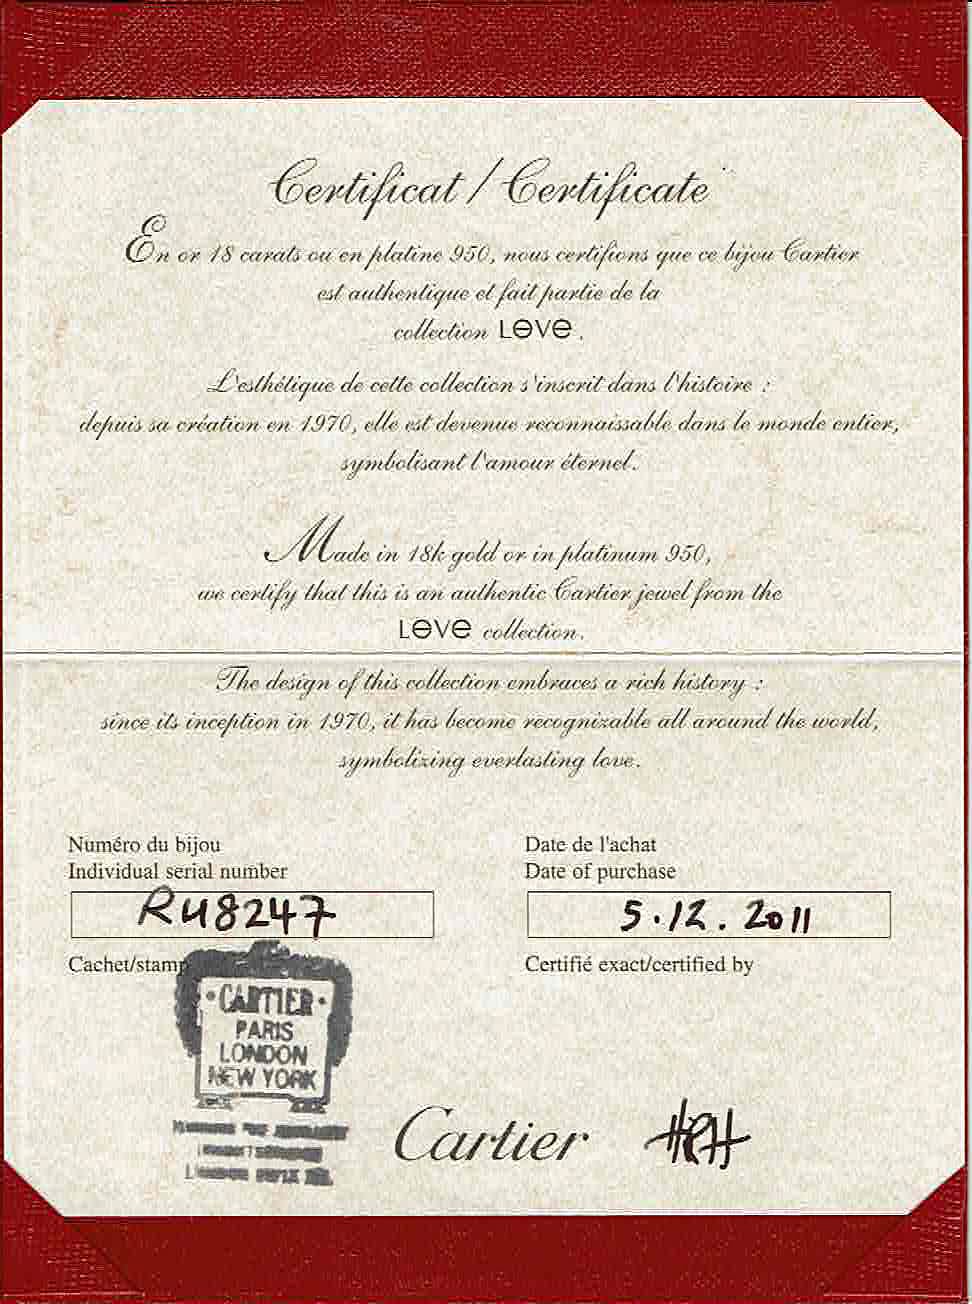 Certificat / Certificate
En or 18 carats ou en platine 950, nous certifions que ce bijou Cartier
est authentique et fait partie de la
collection LOVE.
L'esthétique de cette collection s'inscrit dans l'histoire :
depuis sa création en 1970, elle est devenue reconnaissable dans le monde entier,
symbolisant l'amour éternel.
Made in 18k gold or in platinum 950,
we certify that this is an authentic Cartier jewel from the
LOVE collection.
The design of this collection embraces a rich history :
since its inception in 1970, it has become recognizable all around the world,
symbolizing everlasting love.
Numéro du bijou
Individual serial number
RU8247
Date de l'achat
Date of purchase
5.12.2011
Cachet/stamp
Certifié exact/certified by
CARTIER
PARIS
LONDON
NEW YORK
LONDON
Cartier